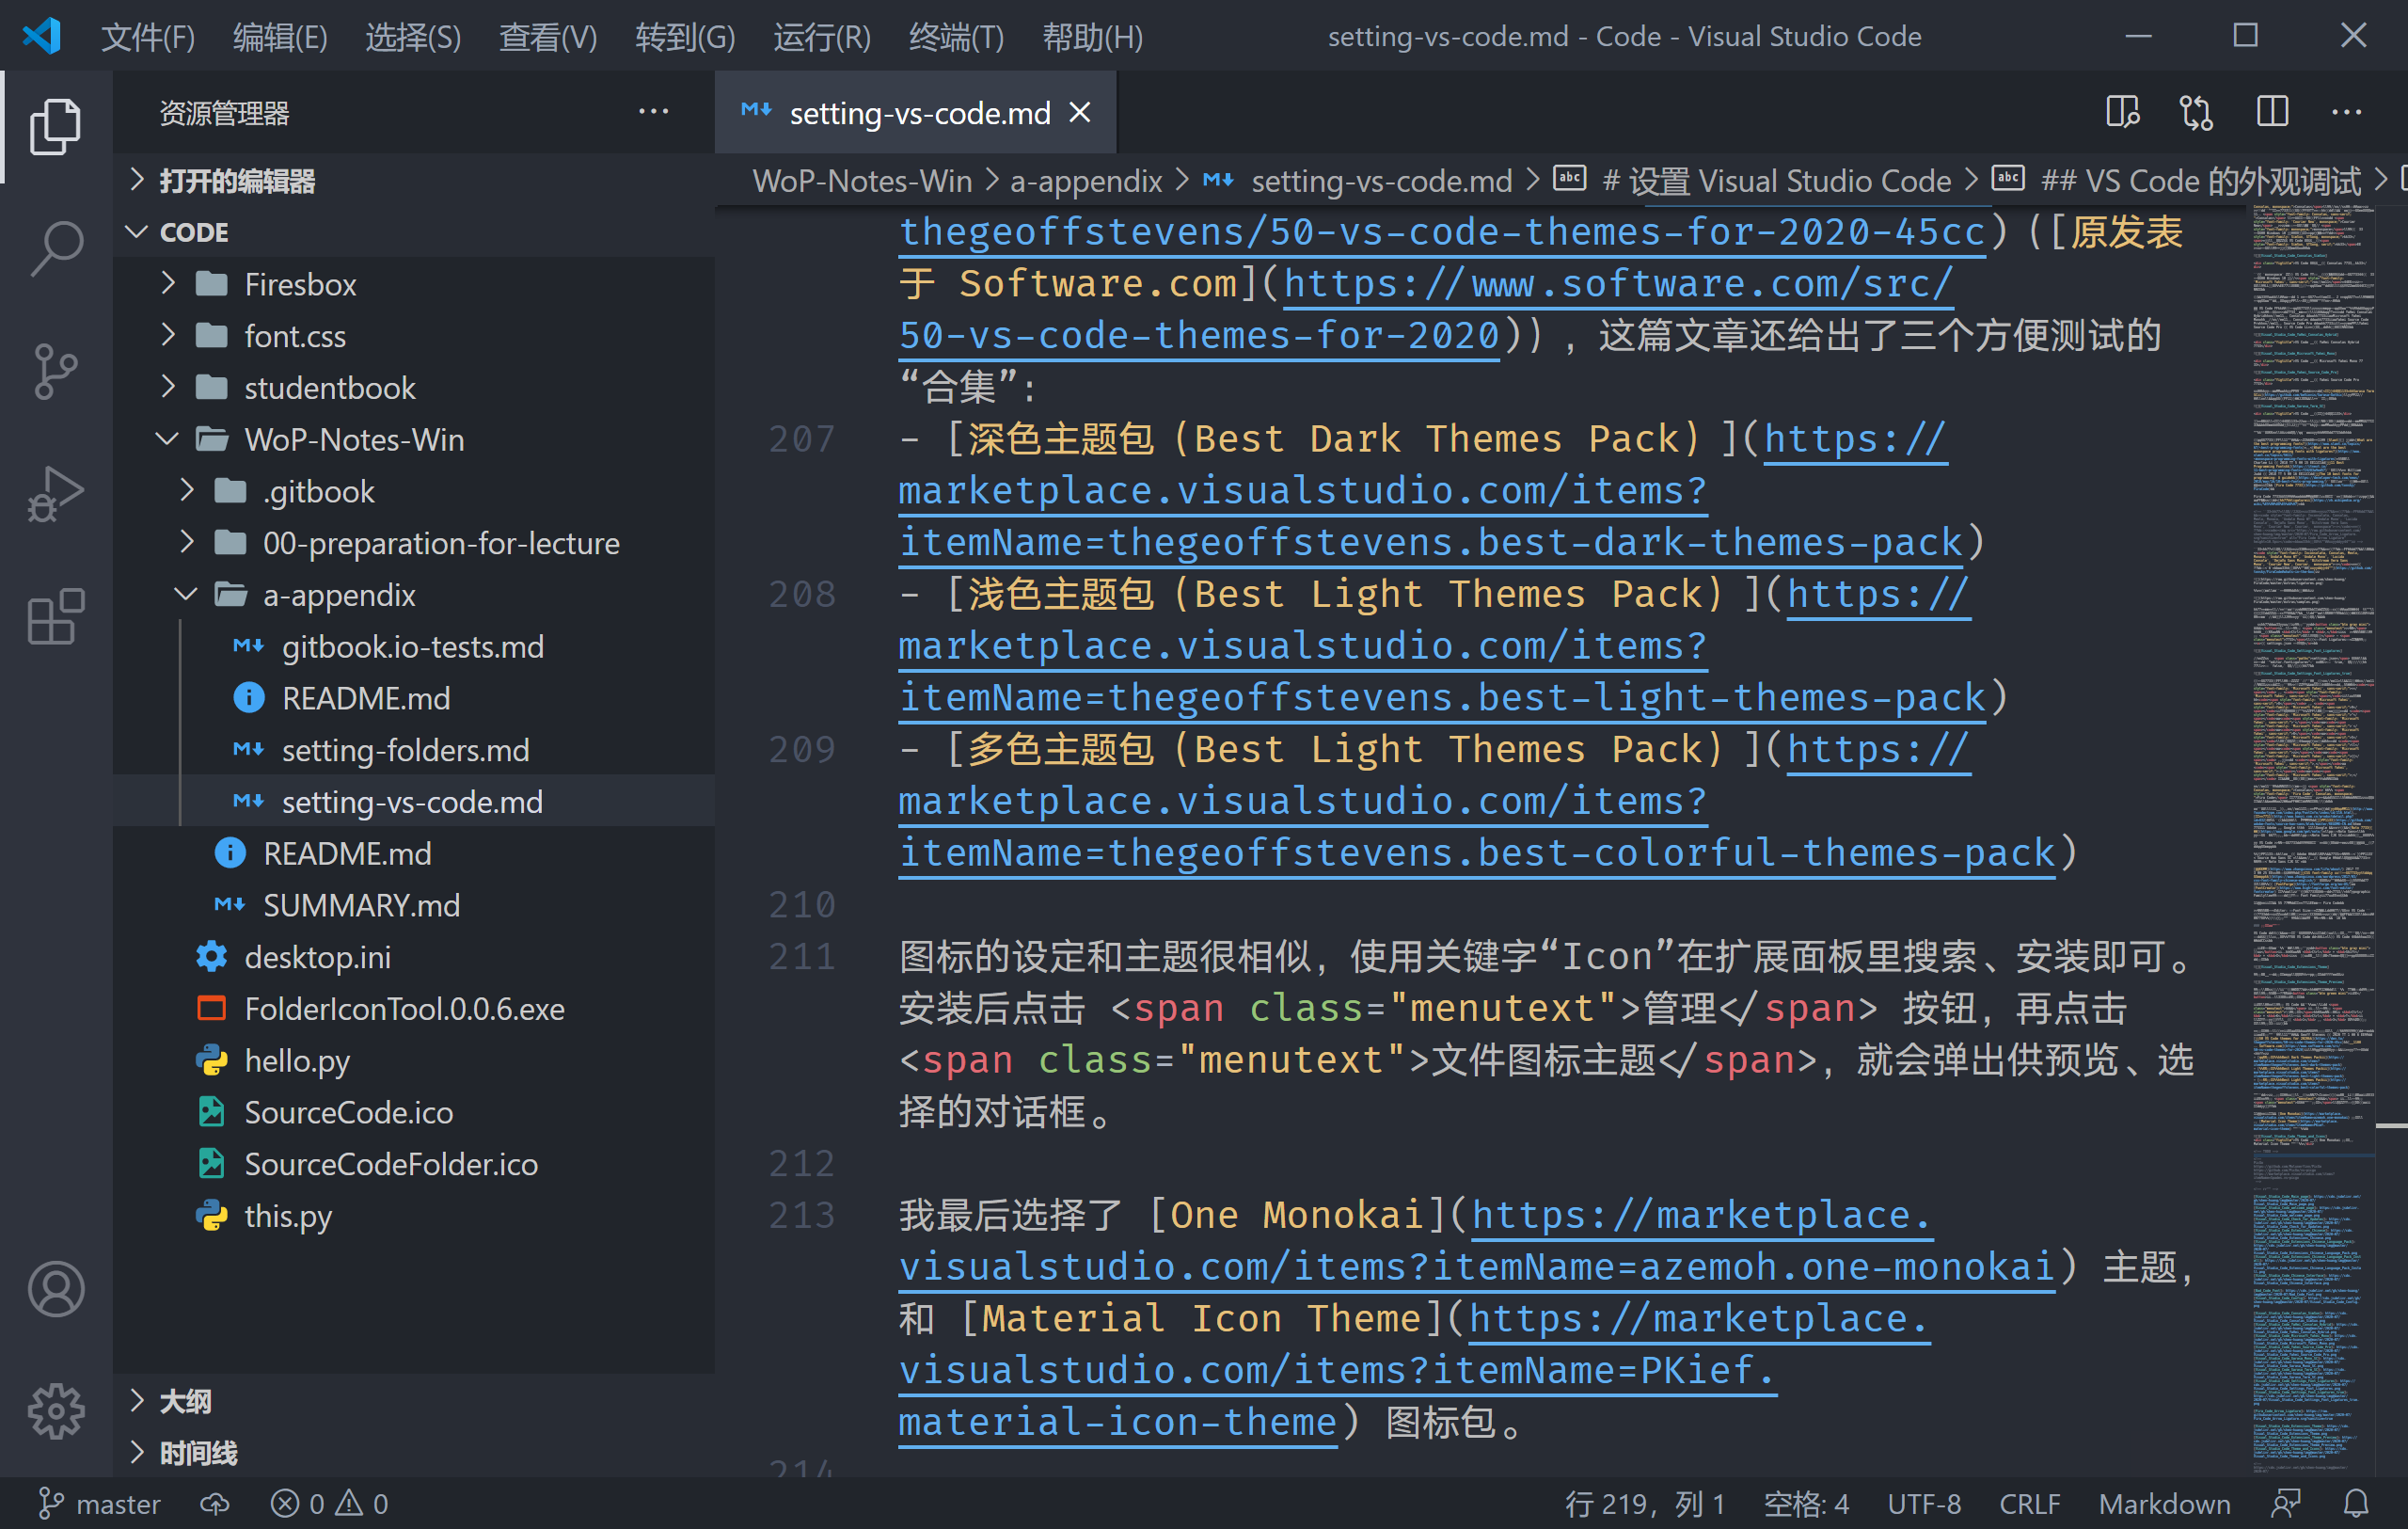 文件(F) 编辑(E) 选择(S) 查看(V) 转到(G) 运行(R) 终端(T) 帮助(H) setting-vs-code.md - Code - Visual Studio Code
资源管理器
打开的编辑器
CODE
Firesbox
font.css
studentbook
WoP-Notes-Win
.gitbook
00-preparation-for-lecture
a-appendix
gitbook.io-tests.md
README.md
setting-folders.md
setting-vs-code.md
README.md
SUMMARY.md
desktop.ini
FolderIconTool.0.0.6.exe
hello.py
SourceCode.ico
SourceCodeFolder.ico
this.py
大纲
时间线
setting-vs-code.md
WoP-Notes-Win > a-appendix > setting-vs-code.md > # 设置 Visual Studio Code > ## VS Code 的外观调试 >
thegeoffstevens/50-vs-code-themes-for-2020-45cc)（[原发表
于 Software.com](https://www.software.com/src/
50-vs-code-themes-for-2020)），这篇文章还给出了三个方便测试的
“合集”：
207 - [深色主题包（Best Dark Themes Pack）](https://
marketplace.visualstudio.com/items?
itemName=thegeoffstevens.best-dark-themes-pack)
208 - [浅色主题包（Best Light Themes Pack）](https://
marketplace.visualstudio.com/items?
itemName=thegeoffstevens.best-light-themes-pack)
209 - [多色主题包（Best Light Themes Pack）](https://
marketplace.visualstudio.com/items?
itemName=thegeoffstevens.best-colorful-themes-pack)
210
211 图标的设定和主题很相似，使用关键字“Icon”在扩展面板里搜索、安装即可。
安装后点击 <span class="menutext">管理</span> 按钮，再点击
<span class="menutext">文件图标主题</span>，就会弹出供预览、选
择的对话框。
212
213 我最后选择了 [One Monokai](https://marketplace.
visualstudio.com/items?itemName=azemoh.one-monokai) 主题，
和 [Material Icon Theme](https://marketplace.
visualstudio.com/items?itemName=PKief.
material-icon-theme) 图标包。
214
master 0 0 行 219，列 1 空格: 4 UTF-8 CRLF Markdown